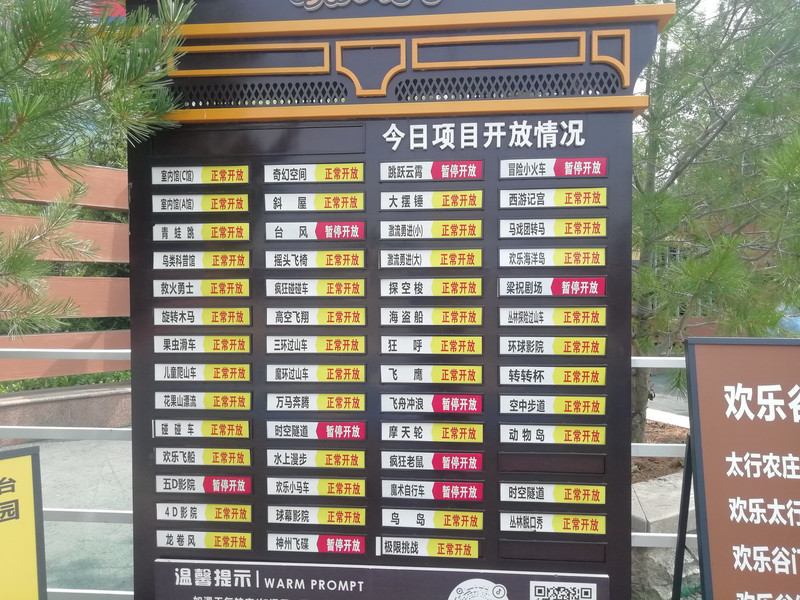 今日项目开放情况
室内馆(C馆) 正常开放
室内馆(A馆) 正常开放
青蛙跳 正常开放
鸟类科普馆 正常开放
救火勇士 正常开放
旋转木马 正常开放
果虫滑车 正常开放
儿童爬山车 正常开放
花果山漂流 正常开放
碰碰车 正常开放
欢乐飞船 正常开放
五D影院 暂停开放
4D影院 正常开放
龙卷风 正常开放
奇幻空间 正常开放
斜屋 正常开放
台风 暂停开放
摇头飞椅 正常开放
疯狂碰碰车 正常开放
高空飞翔 正常开放
三环过山车 正常开放
魔环过山车 正常开放
万马奔腾 正常开放
时空隧道 暂停开放
水上漫步 正常开放
欢乐小马车 正常开放
球幕影院 正常开放
神州飞碟 暂停开放
跳跃云霄 暂停开放
大摆锤 正常开放
激流勇进(小) 正常开放
激流勇进(大) 正常开放
探空梭 正常开放
海盗船 正常开放
狂呼 正常开放
飞鹰 正常开放
飞舟冲浪 暂停开放
摩天轮 正常开放
疯狂老鼠 暂停开放
魔术自行车 暂停开放
鸟岛 正常开放
极限挑战 正常开放
冒险小火车 暂停开放
西游记宫 正常开放
马戏团转马 正常开放
欢乐海洋岛 正常开放
梁祝剧场 暂停开放
丛林探险过山车 正常开放
环球影院 正常开放
转转杯 正常开放
空中步道 正常开放
动物岛 正常开放
时空隧道 正常开放
丛林脱口秀 正常开放
温馨提示 WARM PROMPT
台
园
欢乐谷
太行农庄
欢乐太行
欢乐谷门
欢乐谷